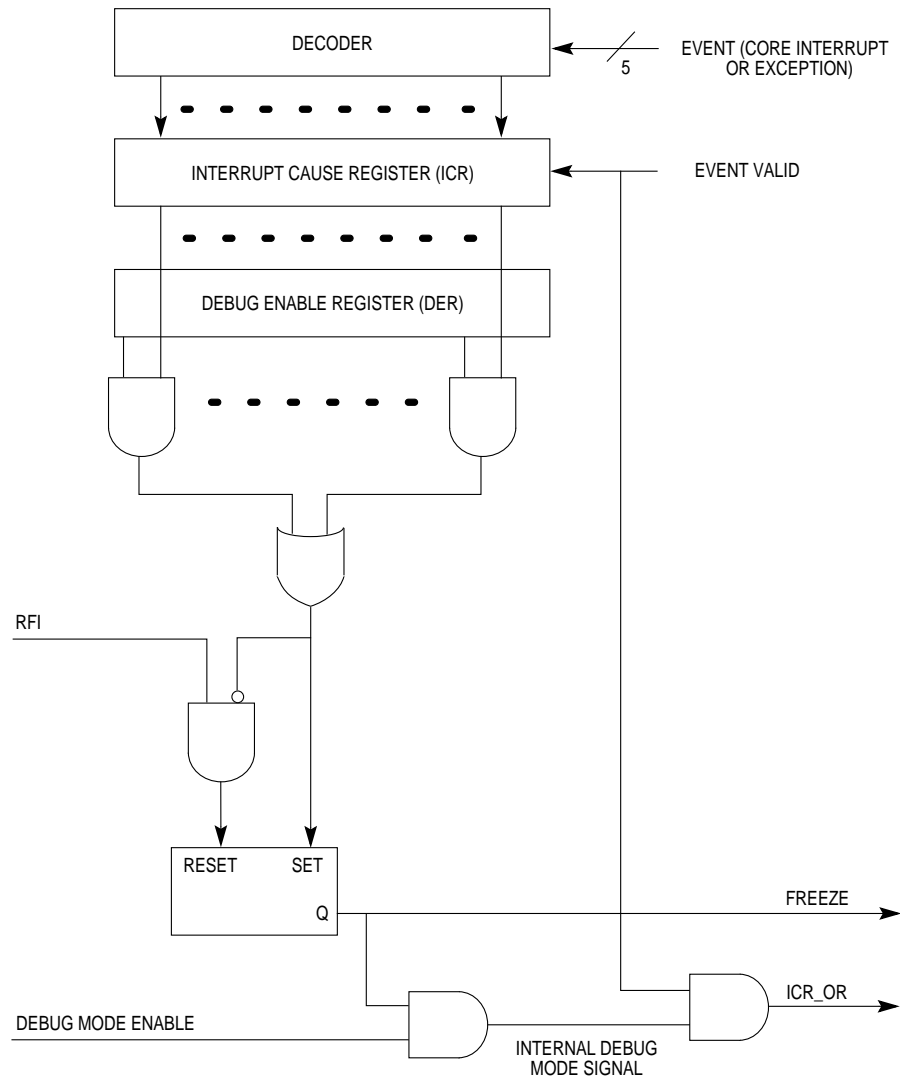 DECODER
EVENT (CORE INTERRUPT
OR EXCEPTION)
5
INTERRUPT CAUSE REGISTER (ICR)
EVENT VALID
DEBUG ENABLE REGISTER (DER)
RFI
RESET
SET
Q
FREEZE
ICR_OR
DEBUG MODE ENABLE
INTERNAL DEBUG
MODE SIGNAL